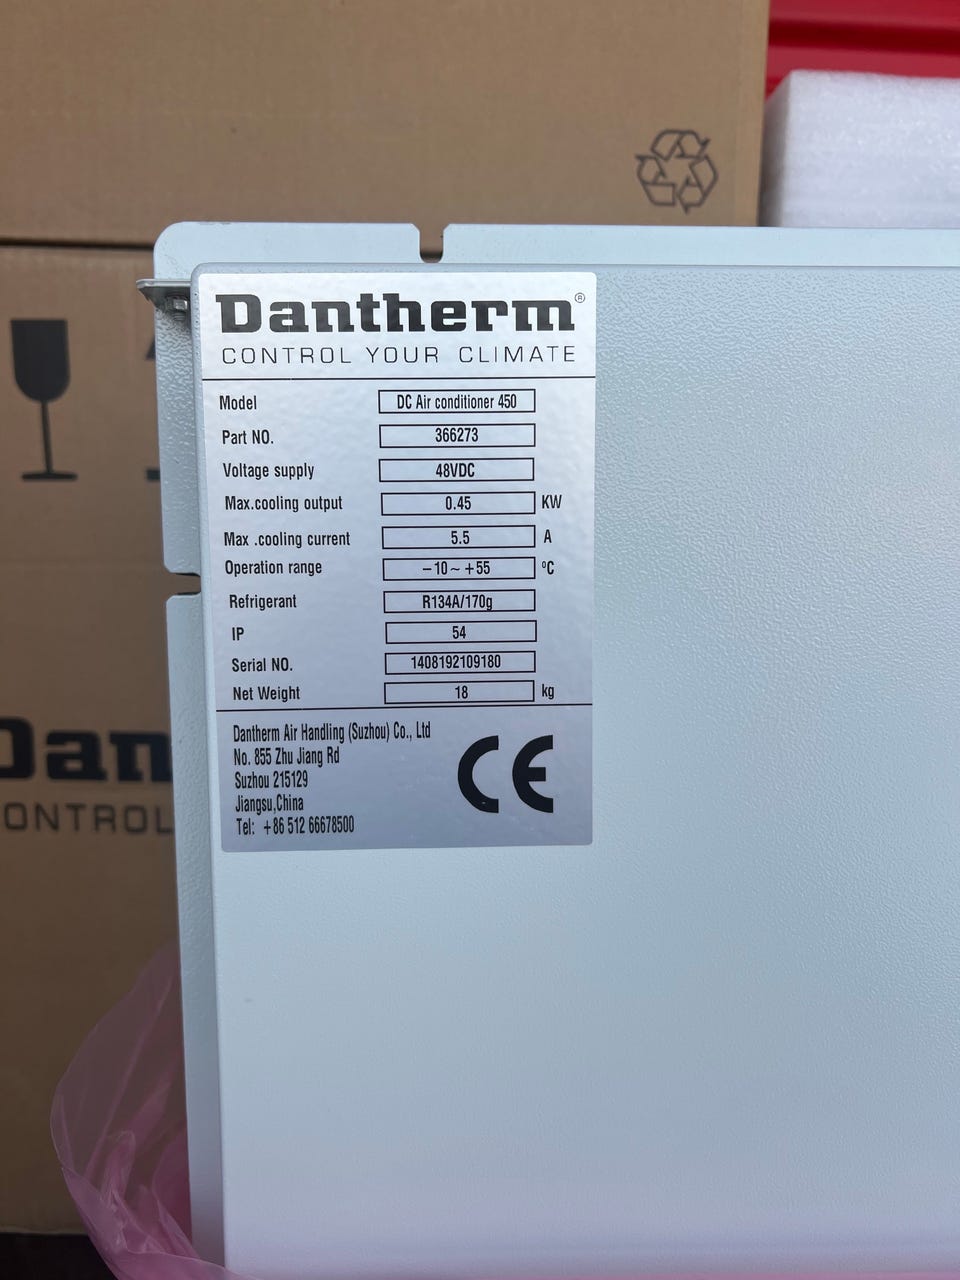 Dantherm®
CONTROL YOUR CLIMATE
Model DC Air conditioner 450
Part NO. 366273
Voltage supply 48VDC
Max.cooling output 0.45 KW
Max .cooling current 5.5 A
Operation range －10～ +55 ºC
Refrigerant R134A/170g
IP 54
Serial NO. 1408192109180
Net Weight 18 kg
Dantherm Air Handling (Suzhou) Co., Ltd
No. 855 Zhu Jiang Rd
Suzhou 215129
Jiangsu,China
Tel: +86 512 66678500
CE
Dan
ONTROL